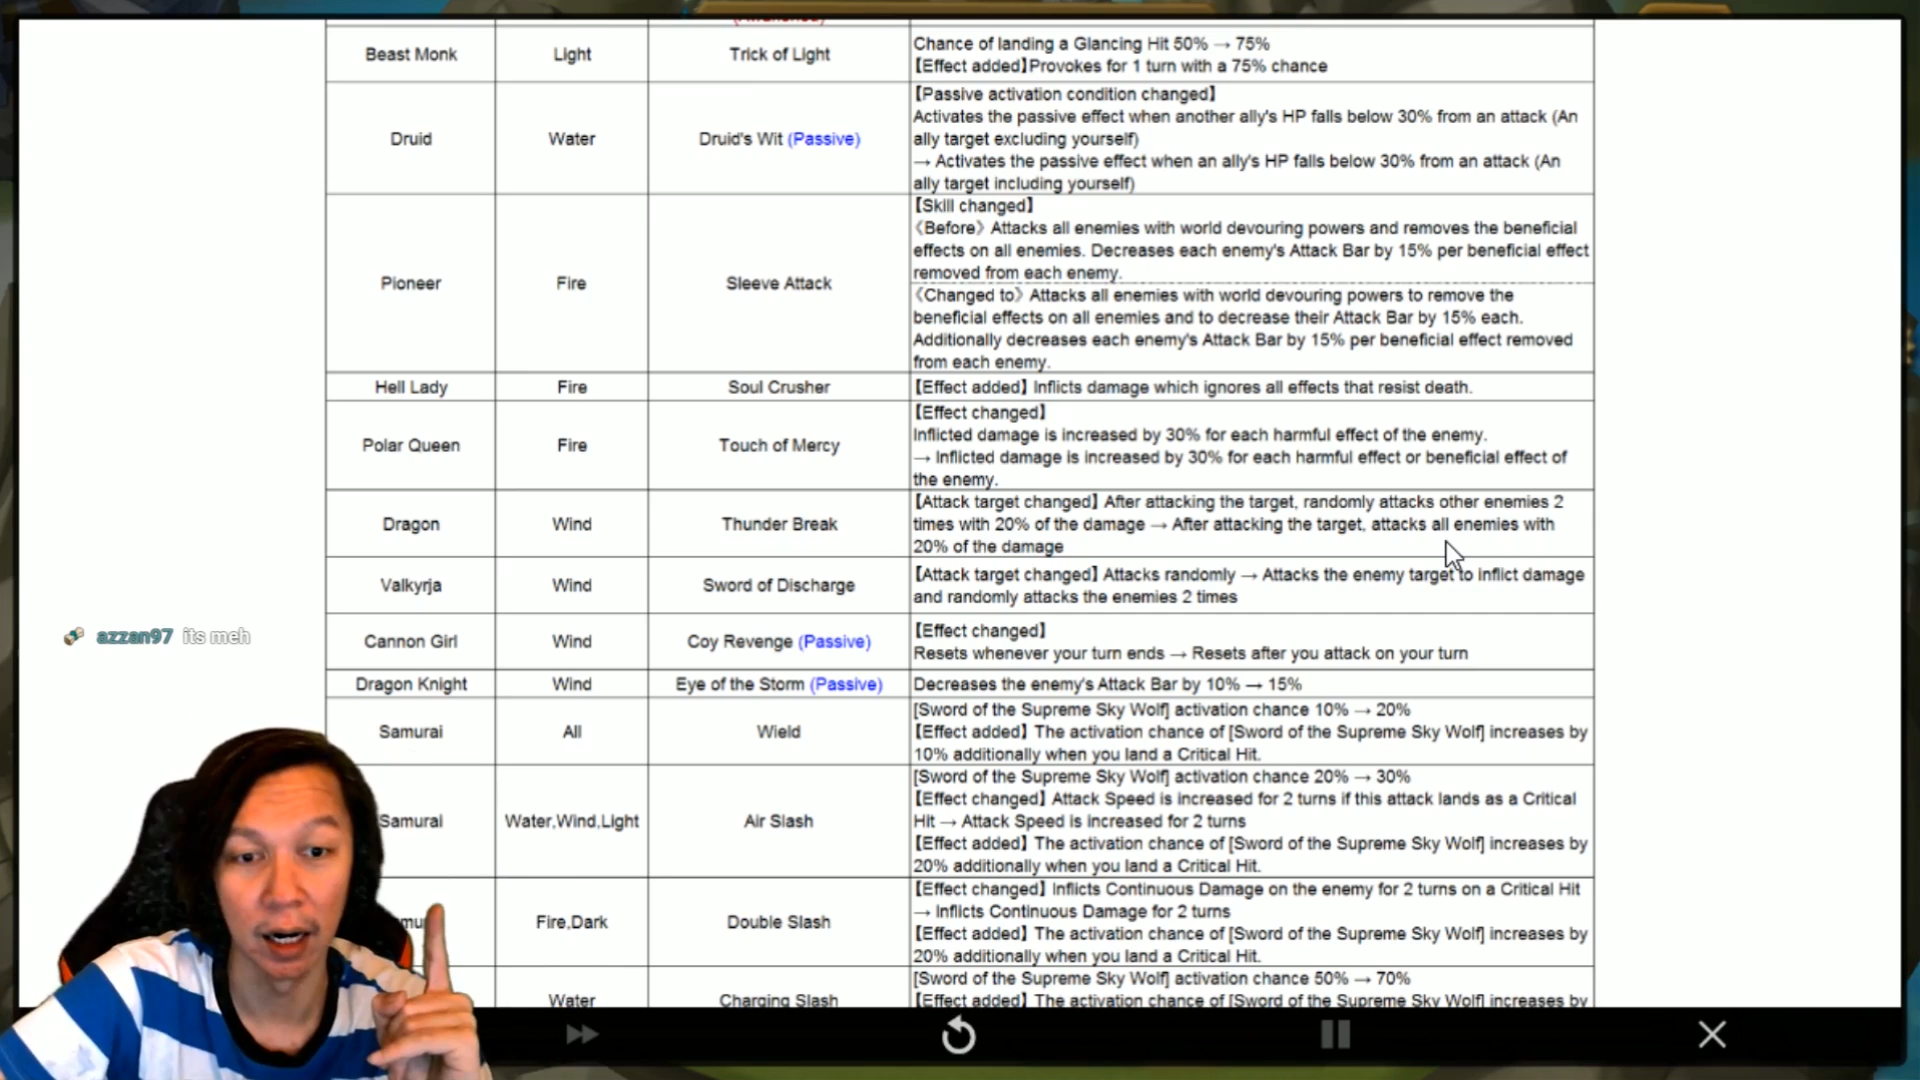 (Awakened)
Beast Monk
Light
Trick of Light
Chance of landing a Glancing Hit 50% → 75%
【Effect added】Provokes for 1 turn with a 75% chance
Druid
Water
Druid's Wit (Passive)
【Passive activation condition changed】
Activates the passive effect when another ally's HP falls below 30% from an attack (An
ally target excluding yourself)
→ Activates the passive effect when an ally's HP falls below 30% from an attack (An
ally target including yourself)
Pioneer
Fire
Sleeve Attack
【Skill changed】
《Before》Attacks all enemies with world devouring powers and removes the beneficial
effects on all enemies. Decreases each enemy's Attack Bar by 15% per beneficial effect
removed from each enemy.
《Changed to》Attacks all enemies with world devouring powers to remove the
beneficial effects on all enemies and to decrease their Attack Bar by 15% each.
Additionally decreases each enemy's Attack Bar by 15% per beneficial effect removed
from each enemy.
Hell Lady
Fire
Soul Crusher
【Effect added】Inflicts damage which ignores all effects that resist death.
Polar Queen
Fire
Touch of Mercy
【Effect changed】
Inflicted damage is increased by 30% for each harmful effect of the enemy.
→ Inflicted damage is increased by 30% for each harmful effect or beneficial effect of
the enemy.
Dragon
Wind
Thunder Break
【Attack target changed】After attacking the target, randomly attacks other enemies 2
times with 20% of the damage → After attacking the target, attacks all enemies with
20% of the damage
Valkyrja
Wind
Sword of Discharge
【Attack target changed】Attacks randomly → Attacks the enemy target to inflict damage
and randomly attacks the enemies 2 times
azzan97 its meh
Cannon Girl
Wind
Coy Revenge (Passive)
【Effect changed】
Resets whenever your turn ends → Resets after you attack on your turn
Dragon Knight
Wind
Eye of the Storm (Passive)
Decreases the enemy's Attack Bar by 10% → 15%
Samurai
All
Wield
[Sword of the Supreme Sky Wolf] activation chance 10% → 20%
【Effect added】The activation chance of [Sword of the Supreme Sky Wolf] increases by
10% additionally when you land a Critical Hit.
Samurai
Water,Wind,Light
Air Slash
[Sword of the Supreme Sky Wolf] activation chance 20% → 30%
【Effect changed】Attack Speed is increased for 2 turns if this attack lands as a Critical
Hit → Attack Speed is increased for 2 turns
【Effect added】The activation chance of [Sword of the Supreme Sky Wolf] increases by
20% additionally when you land a Critical Hit.
Fire,Dark
Double Slash
【Effect changed】Inflicts Continuous Damage on the enemy for 2 turns on a Critical Hit
→ Inflicts Continuous Damage for 2 turns
【Effect added】The activation chance of [Sword of the Supreme Sky Wolf] increases by
20% additionally when you land a Critical Hit.
Water
Charging Slash
[Sword of the Supreme Sky Wolf] activation chance 50% → 70%
【Effect added】The activation chance of [Sword of the Supreme Sky Wolf] increases by